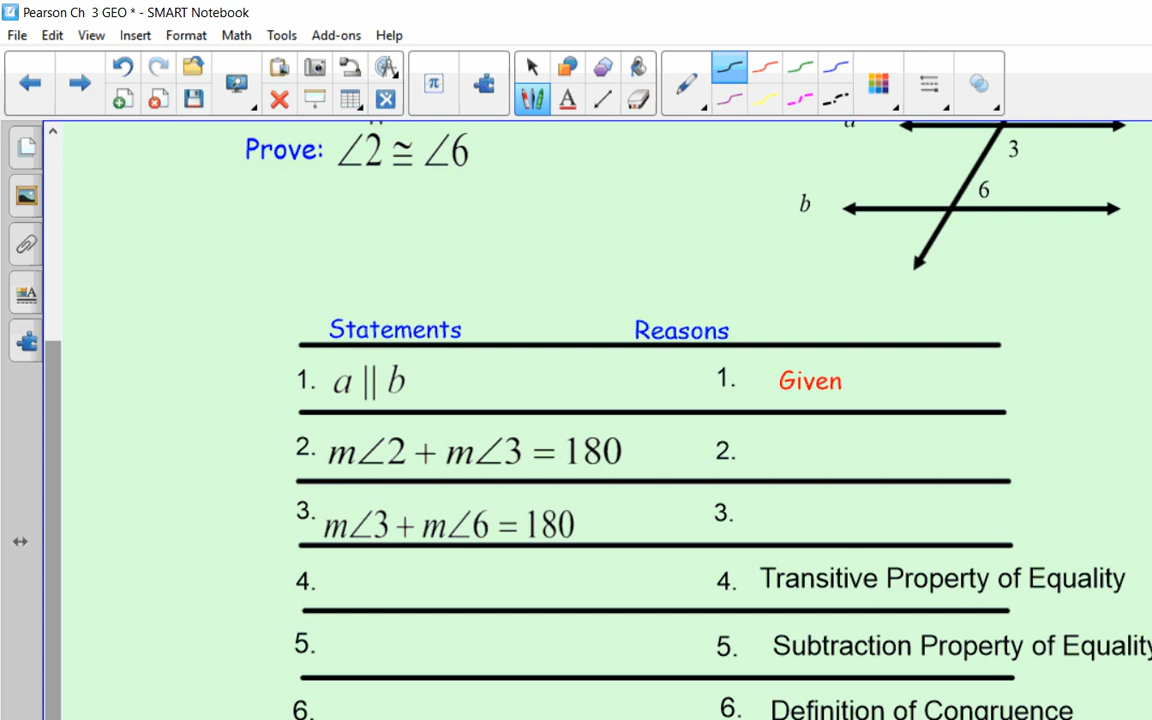 Pearson Ch 3 GEO * - SMART Notebook
File Edit View Insert Format Math Tools Add-ons Help
π
A
a
Prove: ∠2 ≅ ∠6
3
6
b
Statements Reasons
1. a || b 1. Given
2. m∠2 + m∠3 = 180 2.
3. m∠3 + m∠6 = 180 3.
4. 4. Transitive Property of Equality
5. 5. Subtraction Property of Equality
6. 6. Definition of Congruence